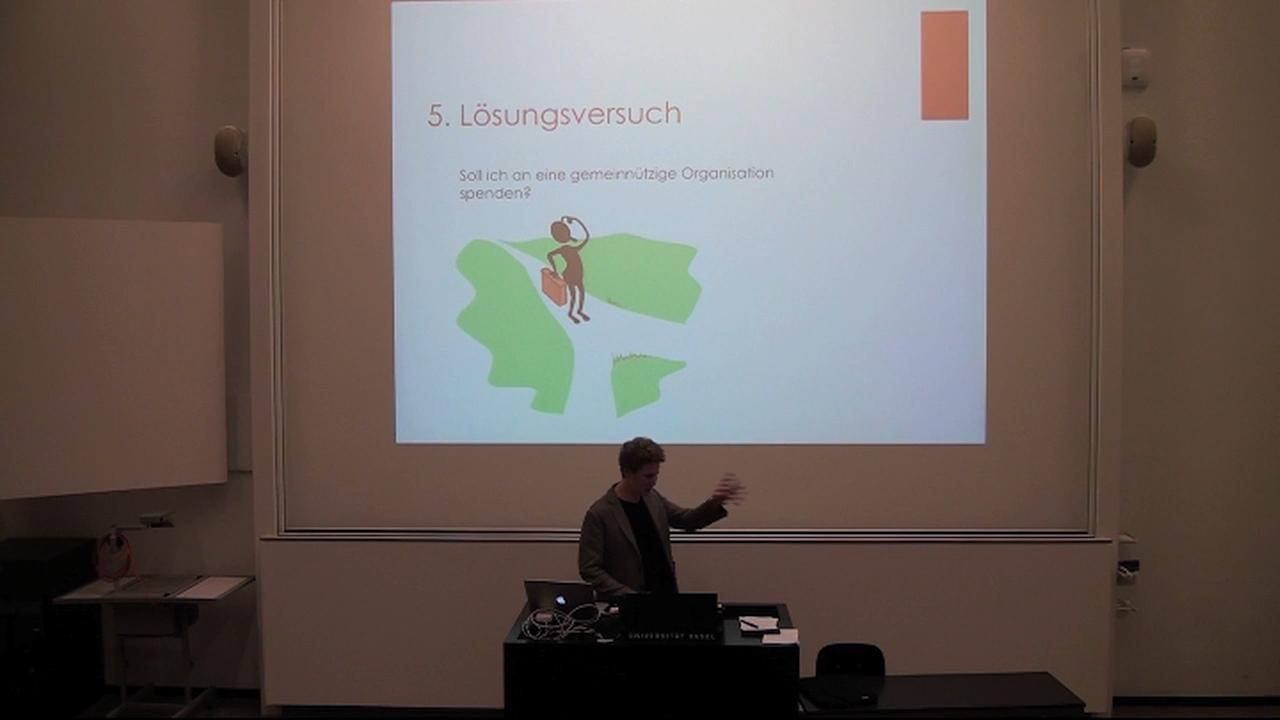 5. Lösungsversuch
Soll ich an eine gemeinnützige Organisation
spenden?
UNIVERSITÄT BASEL